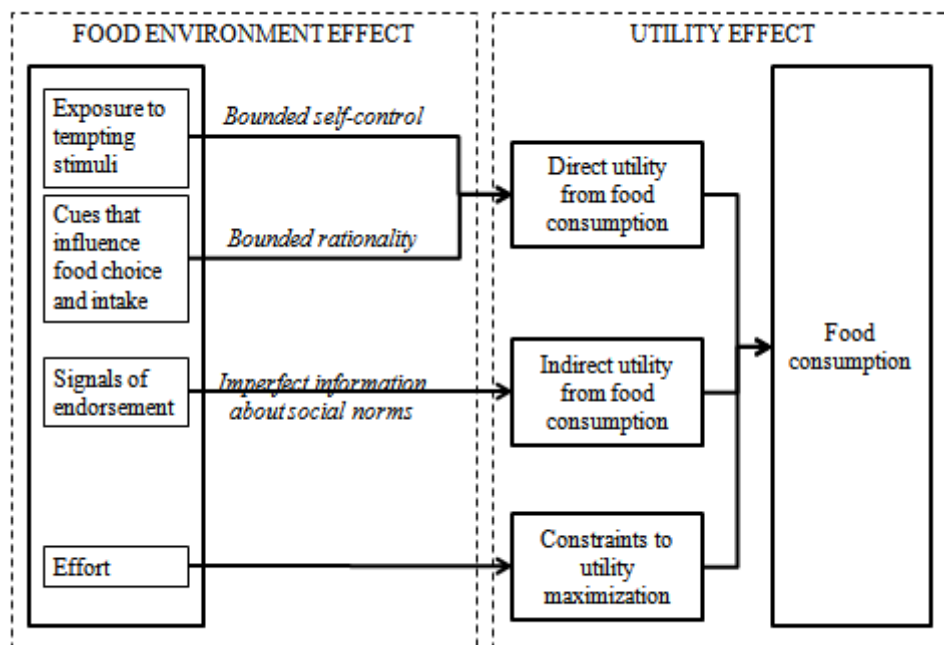 FOOD ENVIRONMENT EFFECT
Exposure to
tempting
stimuli
Cues that
influence
food choice
and intake
Signals of
endorsement
Effort
Bounded self-control
Bounded rationality
Imperfect information
about social norms
UTILITY EFFECT
Direct utility
from food
consumption
Indirect utility
from food
consumption
Constraints to
utility
maximization
Food
consumption